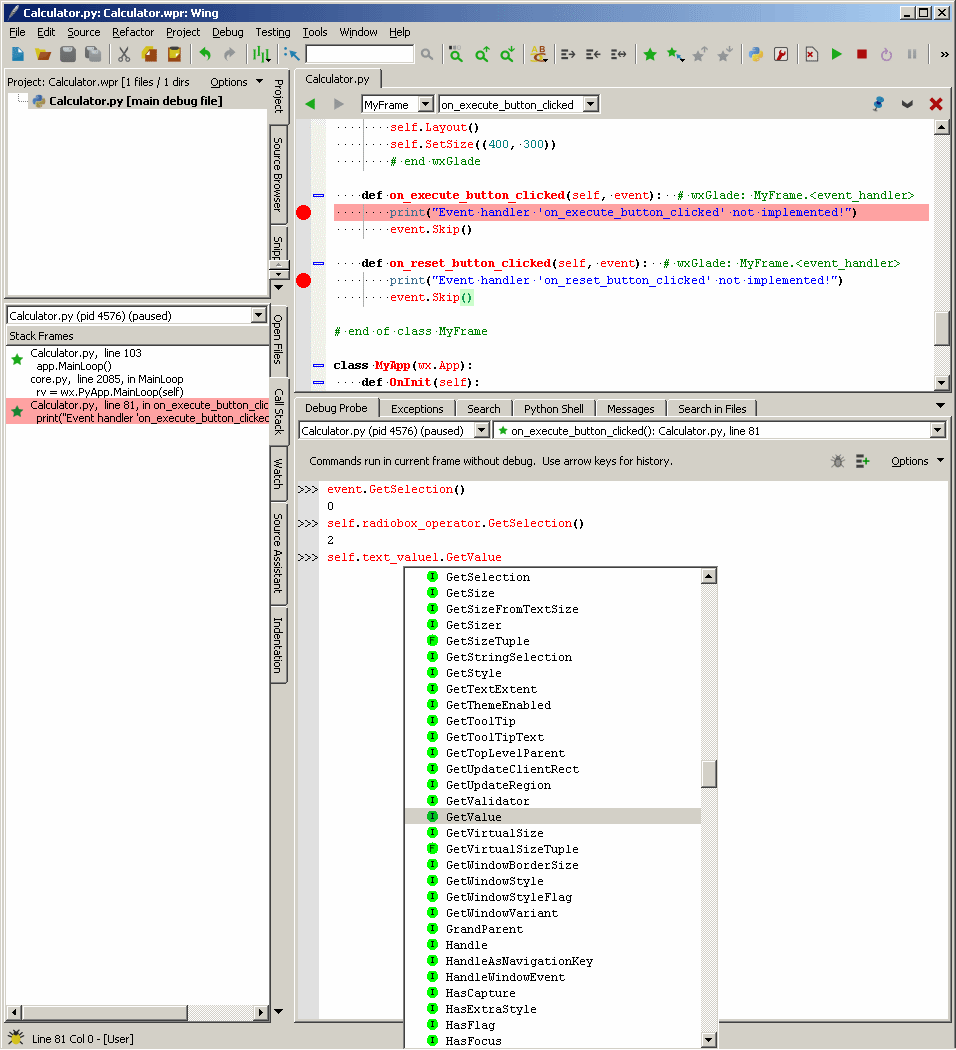 Calculator.py: Calculator.wpr: Wing
File Edit Source Refactor Project Debug Testing Tools Window Help
Project: Calculator.wpr [1 files / 1 dirs Options
Calculator.py [main debug file]
Project
Source Browser
Snipp
Calculator.py
MyFrame on_execute_button_clicked
self.Layout()
self.SetSize((400, 300))
# end wxGlade
def on_execute_button_clicked(self, event): # wxGlade: MyFrame.<event_handler>
print("Event handler 'on_execute_button_clicked' not implemented!")
event.Skip()
def on_reset_button_clicked(self, event): # wxGlade: MyFrame.<event_handler>
print("Event handler 'on_reset_button_clicked' not implemented!")
event.Skip()
# end of class MyFrame
class MyApp(wx.App):
def OnInit(self):
Calculator.py (pid 4576) (paused)
Stack Frames
Calculator.py, line 103
app.MainLoop()
core.py, line 2085, in MainLoop
rv = wx.PyApp.MainLoop(self)
Calculator.py, line 81, in on_execute_button_clic
print("Event handler 'on_execute_button_clicked
Open Files
Call Stack
Watch
Source Assistant
Indentation
Debug Probe Exceptions Search Python Shell Messages Search in Files
Calculator.py (pid 4576) (paused) on_execute_button_clicked(): Calculator.py, line 81
Commands run in current frame without debug. Use arrow keys for history. Options
>>> event.GetSelection()
0
>>> self.radiobox_operator.GetSelection()
2
>>> self.text_value1.GetValue
I GetSelection
I GetSize
I GetSizeFromTextSize
I GetSizer
F GetSizeTuple
I GetStringSelection
I GetStyle
I GetTextExtent
I GetThemeEnabled
I GetToolTip
I GetToolTipText
I GetTopLevelParent
I GetUpdateClientRect
I GetUpdateRegion
I GetValidator
I GetValue
I GetVirtualSize
F GetVirtualSizeTuple
I GetWindowBorderSize
I GetWindowStyle
I GetWindowStyleFlag
I GetWindowVariant
I GrandParent
I Handle
I HandleAsNavigationKey
I HandleWindowEvent
I HasCapture
I HasExtraStyle
I HasFlag
I HasFocus
Line 81 Col 0 - [User]